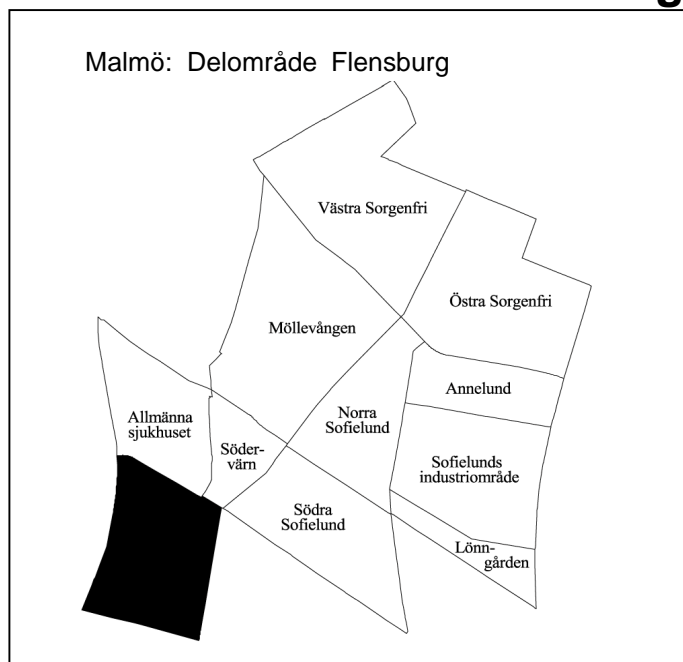 Malmö: Delområde Flensburg
Västra Sorgenfri
Östra Sorgenfri
Möllevången
Annelund
Allmänna
sjukhuset
Norra
Sofielund
Söder-
värn
Sofielunds
industriområde
Södra
Sofielund
Lönn-
gården